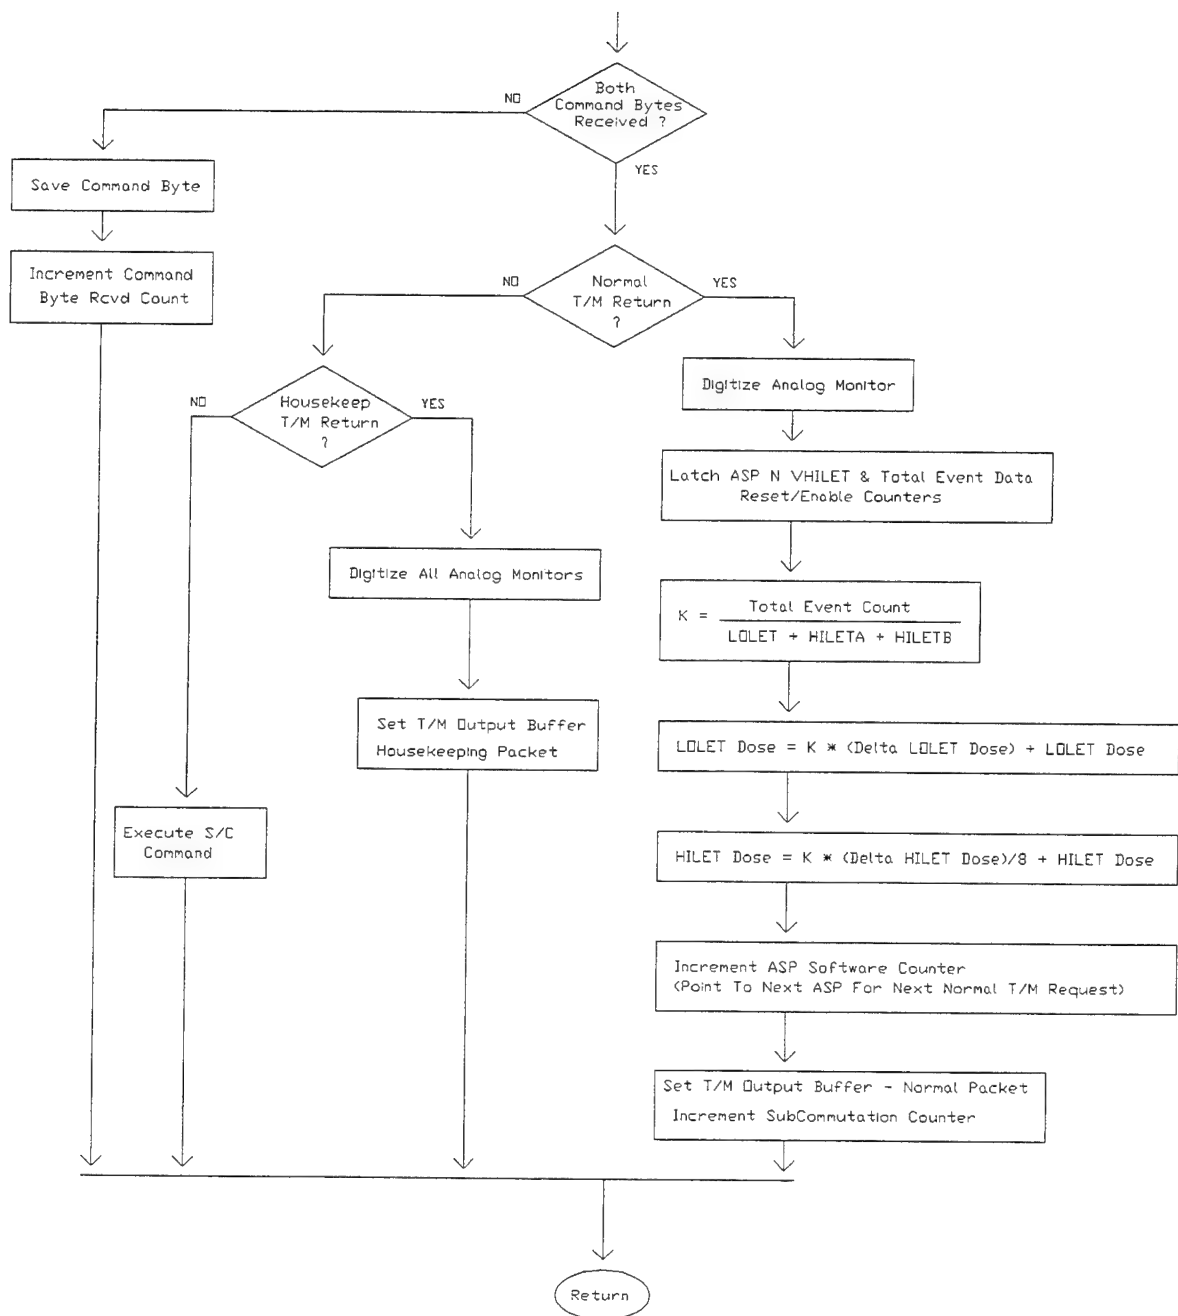 Both
Command Bytes
Received ?
NO
YES
Save Command Byte
Increment Command
Byte Rcvd Count
Normal
T/M Return
?
NO
YES
Housekeep
T/M Return
?
NO
YES
Digitize Analog Monitor
Latch ASP N VHILET & Total Event Data
Reset/Enable Counters
Digitize All Analog Monitors
K = Total Event Count
LOLET + HILETA + HILETB
Set T/M Output Buffer
Housekeeping Packet
LOLET Dose = K * (Delta LOLET Dose) + LOLET Dose
Execute S/C
Command
HILET Dose = K * (Delta HILET Dose)/8 + HILET Dose
Increment ASP Software Counter
(Point To Next ASP For Next Normal T/M Request)
Set T/M Output Buffer - Normal Packet
Increment SubCommutation Counter
Return